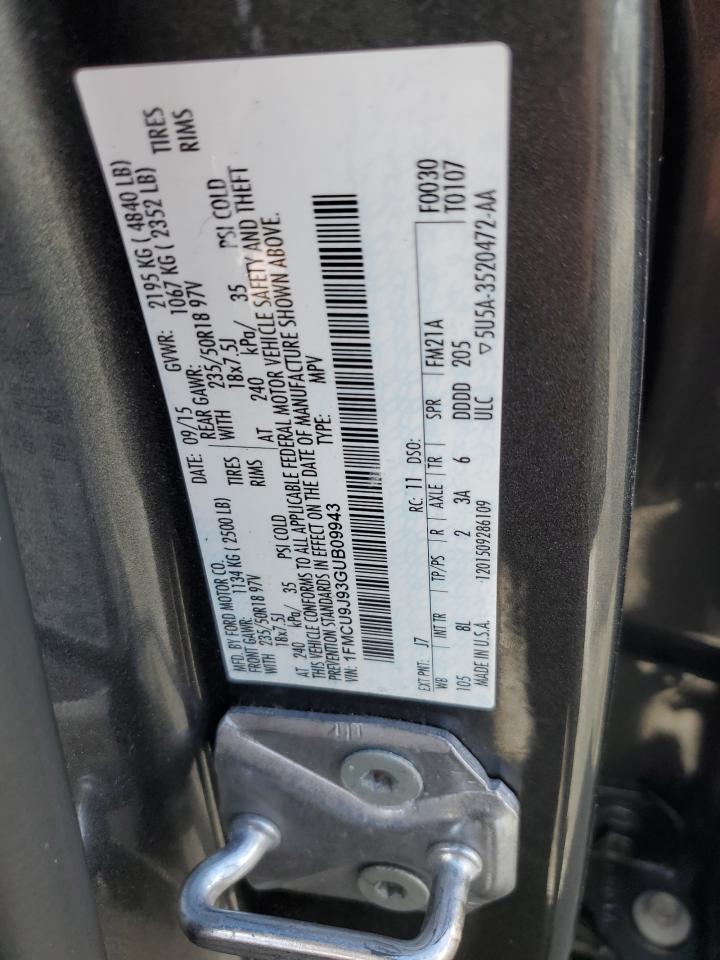 MFD. BY FORD MOTOR CO.
DATE: 09/15 GVWR: 2195 KG ( 4840 LB)
FRONT GAWR: 1134 KG ( 2500 LB) REAR GAWR: 1067 KG ( 2352 LB)
WITH 235/50R18 97V TIRES WITH 235/50R18 97V TIRES
18x7.5J RIMS 18x7.5J RIMS
AT 240 kPa/ 35 PSI COLD AT 240 kPa/ 35 PSI COLD
THIS VEHICLE CONFORMS TO ALL APPLICABLE FEDERAL MOTOR VEHICLE SAFETY AND THEFT
PREVENTION STANDARDS IN EFFECT ON THE DATE OF MANUFACTURE SHOWN ABOVE.
VIN: 1FMCU9J93GUB09943 TYPE: MPV
F0030
T0107
EXT PNT: J7 RC: 11 DSO: FM21A
WB INT TR TP/PS R AXLE TR SPR
105 8L 2 3A 6 DDDD 205
MADE IN U.S.A. ULC ▽5U5A-3520472-AA
1201509286109